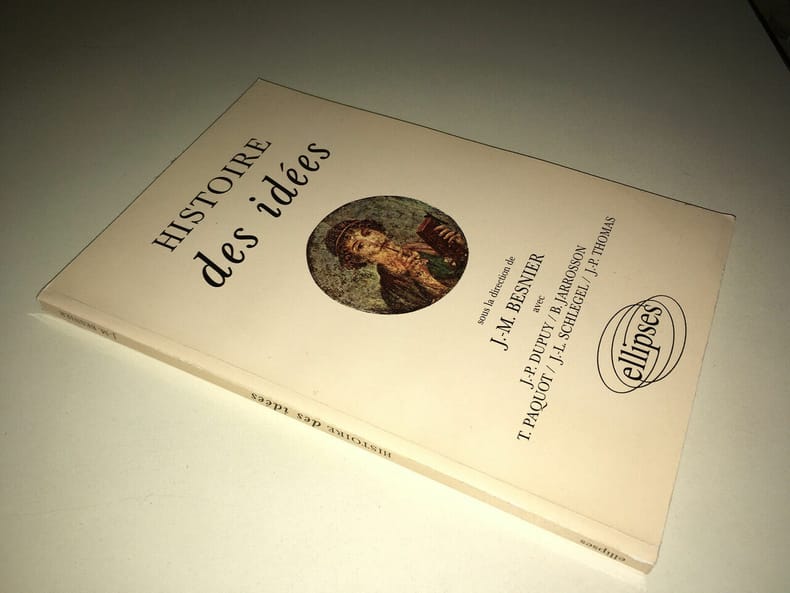 HISTOIRE
des idées
sous la direction de
J.-M. BESNIER
avec
J.-P. DUPUY / B. JARROSSON
T. PAQUOT / J.-L. SCHLEGEL / J.-P. THOMAS
ellipses
J.-M. BESNIER
HISTOIRE des idées
ellipses